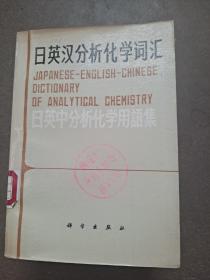 日英汉分析化学词汇
JAPANESE-ENGLISH-CHINESE
DICTIONARY
OF ANALYTICAL CHEMISTRY
日英中分析化学用語集
科学出版社